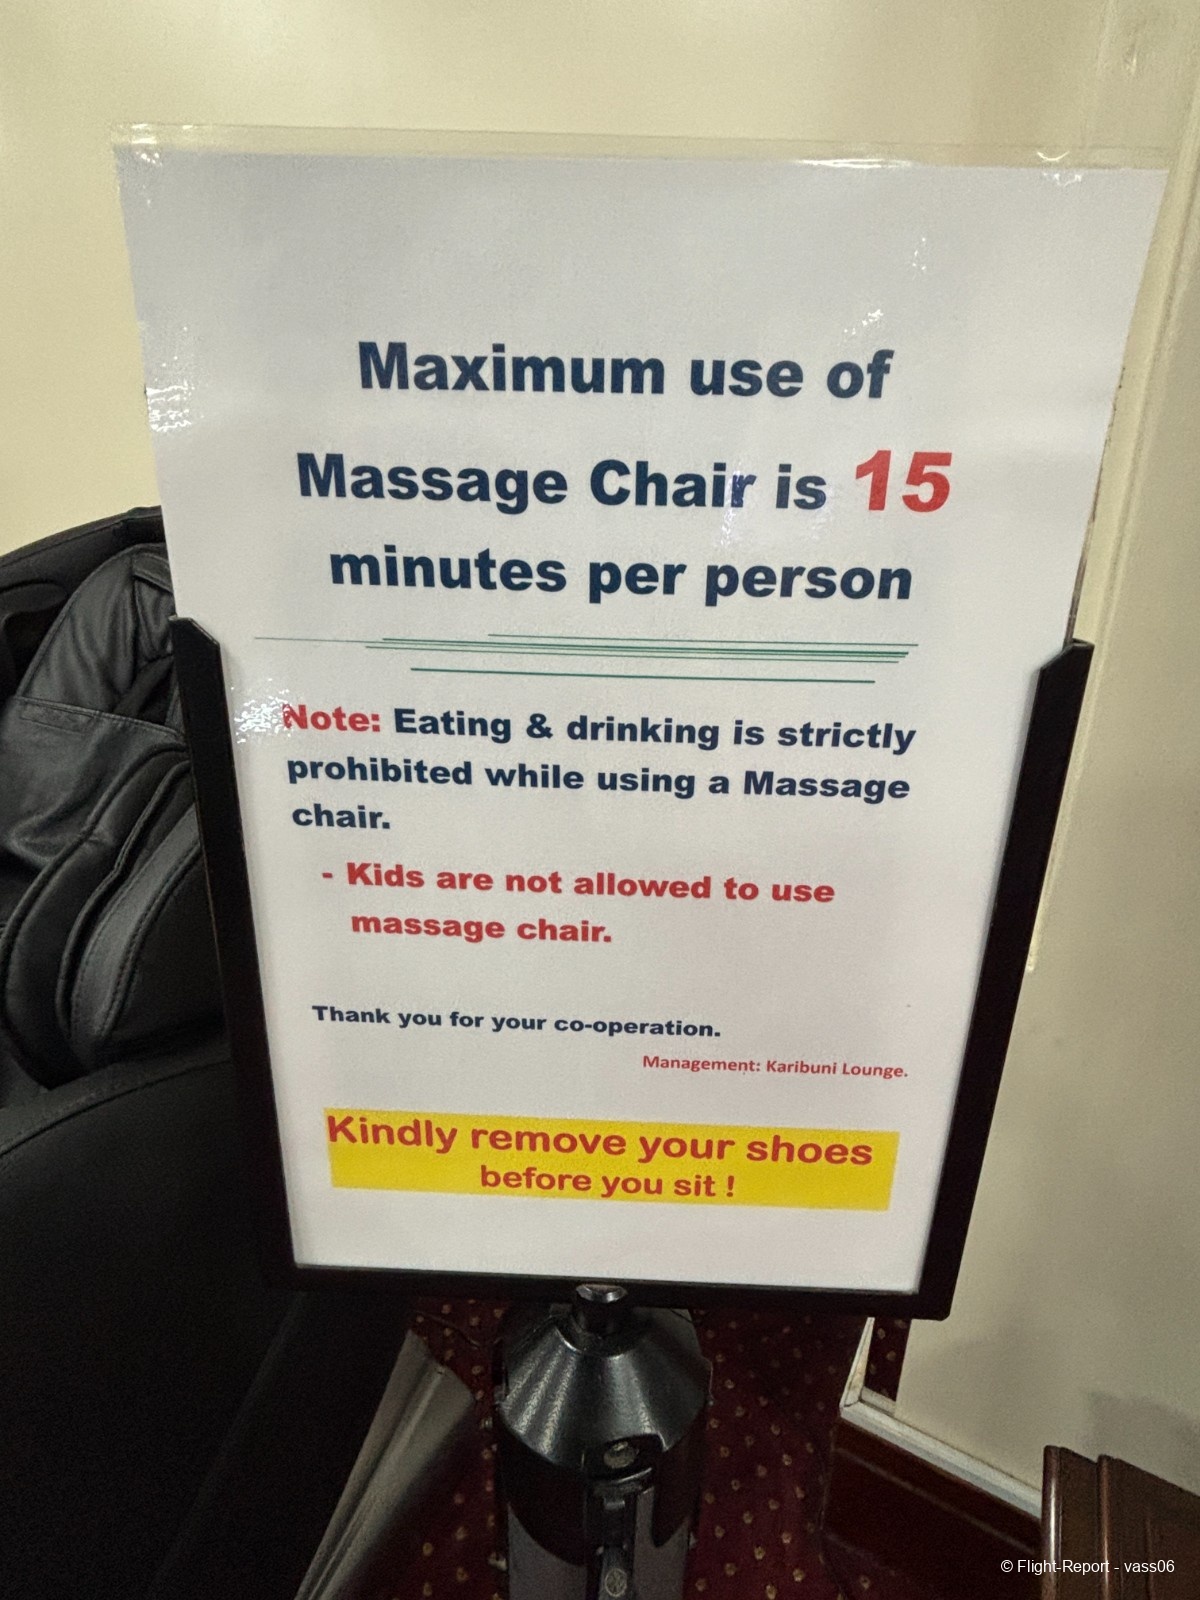 Maximum use of
Massage Chair is 15
minutes per person
Note: Eating & drinking is strictly
prohibited while using a Massage
chair.
- Kids are not allowed to use
massage chair.
Thank you for your co-operation.
Management: Karibuni Lounge.
Kindly remove your shoes
before you sit !
© Flight-Report - vass06